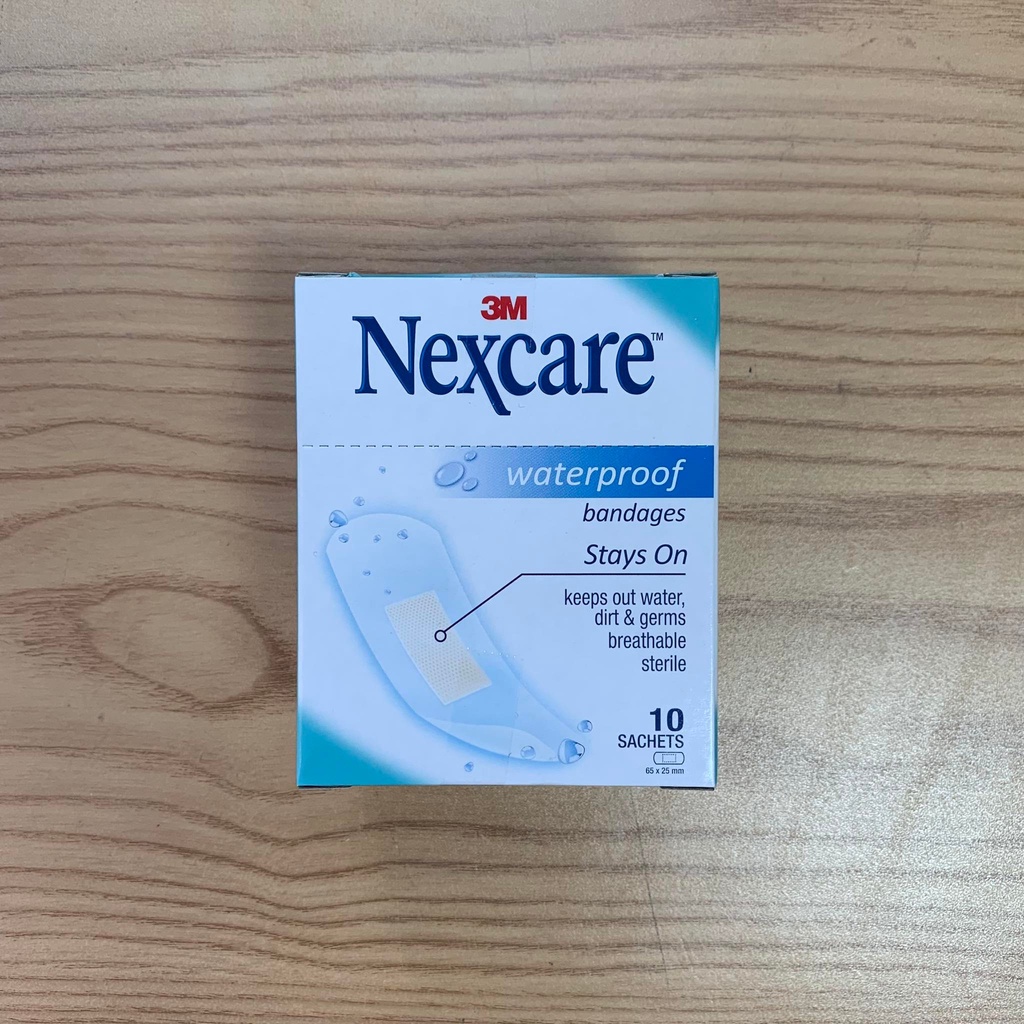 3M
Nexcare™
waterproof
bandages
Stays On
keeps out water,
dirt & germs
breathable
sterile
10
SACHETS
65 x 25 mm